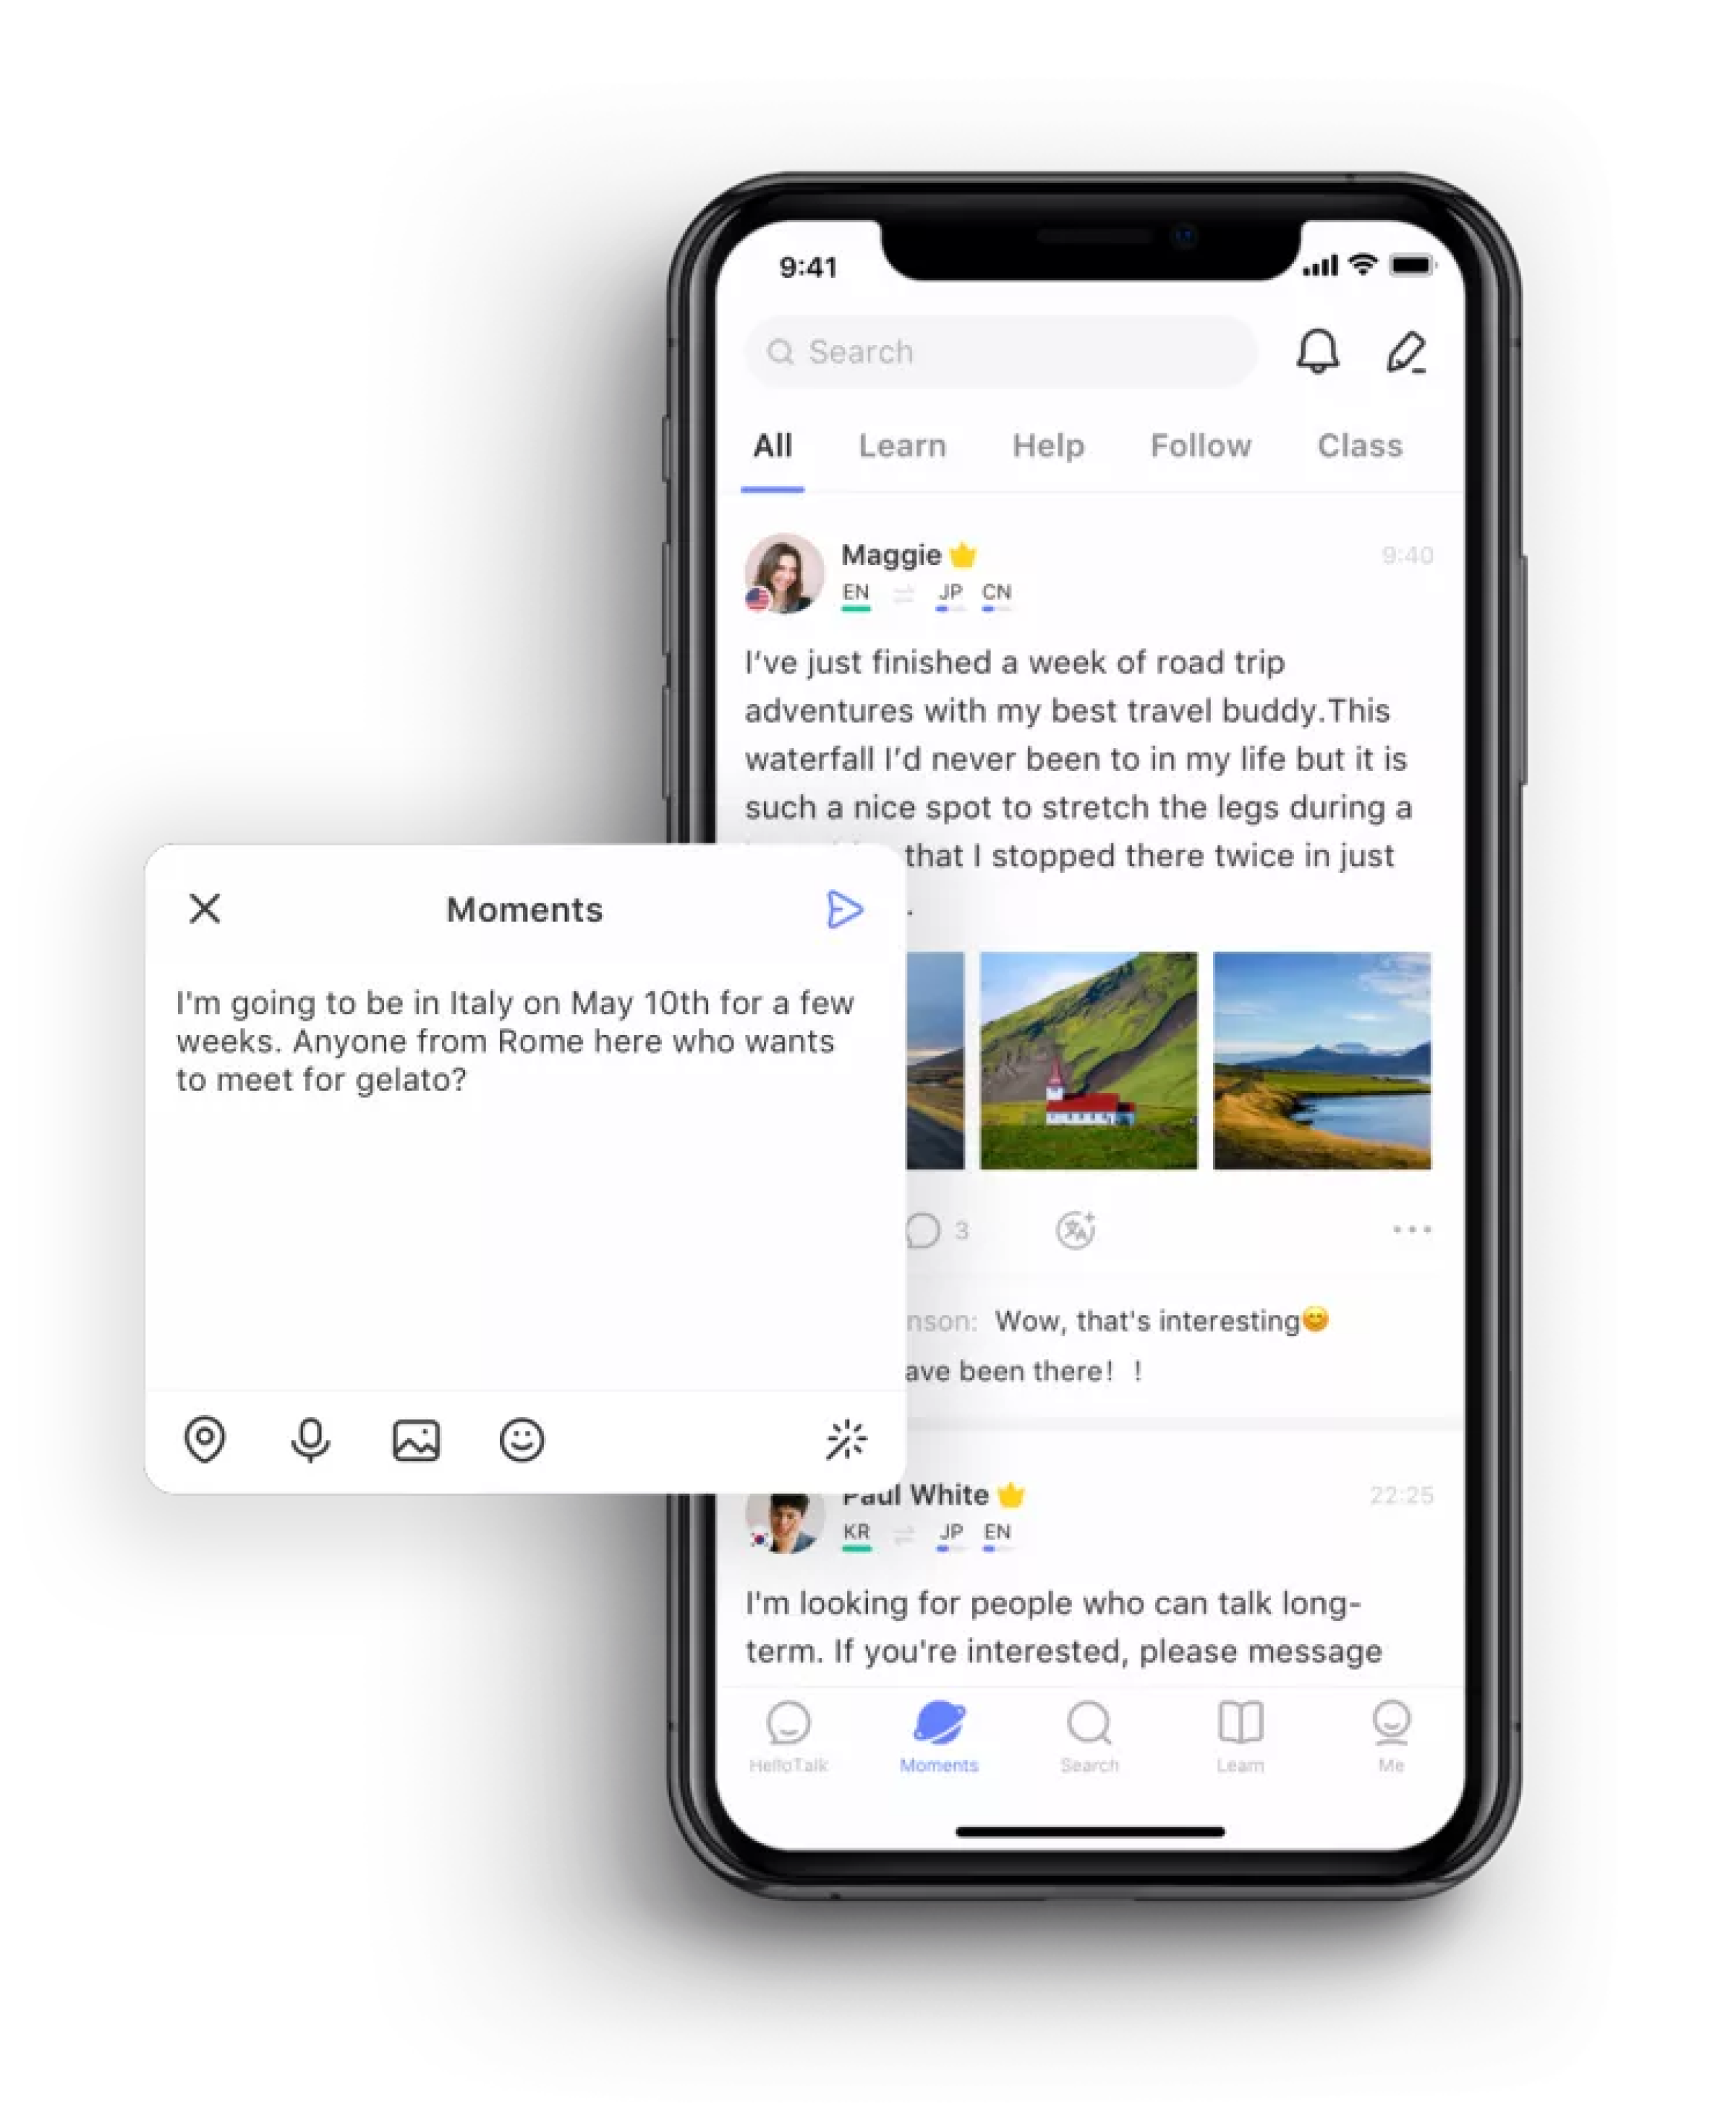 9:41
Search
All Learn Help Follow Class
Maggie 9:40
EN JP CN
I've just finished a week of road trip
adventures with my best travel buddy.This
waterfall I'd never been to in my life but it is
such a nice spot to stretch the legs during a
that I stopped there twice in just
.
Moments
I'm going to be in Italy on May 10th for a few
weeks. Anyone from Rome here who wants
to meet for gelato?
3
nson: Wow, that's interesting😊
ave been there! !
Paul White 22:25
KR JP EN
I'm looking for people who can talk long-
term. If you're interested, please message
HelloTalk Moments Search Learn Me